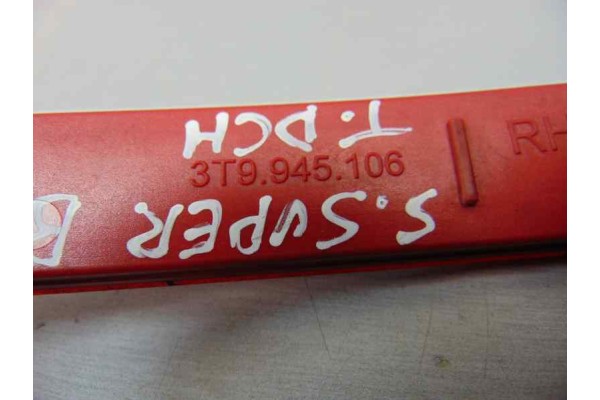 T. DCH
3T9.945.106
RH
S. SUPER B